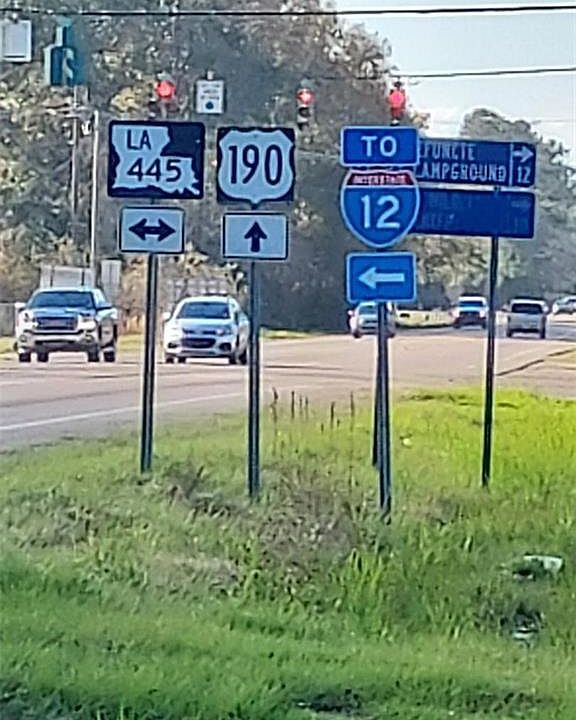 LA
445
190
TO
INTERSTATE
12
CAMPGROUND 12